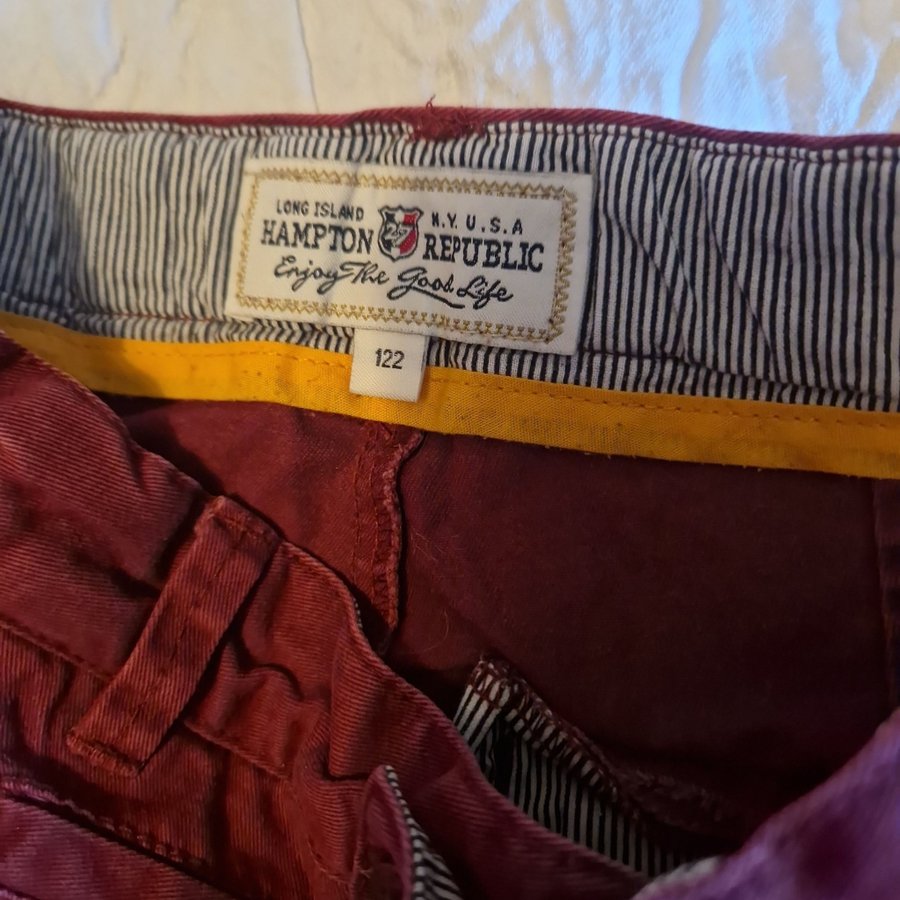 LONG ISLAND N.Y. U.S.A
HAMPTON REPUBLIC
Enjoy The Good Life
122